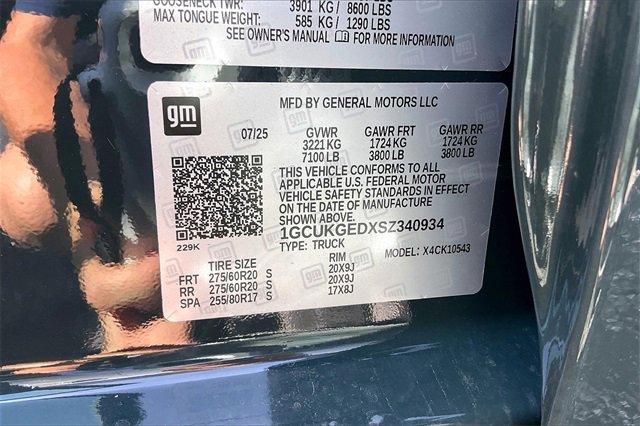 GOOSENECK TWR: 3901 KG / 8600 LBS
MAX TONGUE WEIGHT: 585 KG / 1290 LBS
SEE OWNER'S MANUAL FOR MORE INFORMATION
gm
MFD BY GENERAL MOTORS LLC
07/25 GVWR GAWR FRT GAWR RR
3221 KG 1724 KG 1724 KG
7100 LB 3800 LB 3800 LB
THIS VEHICLE CONFORMS TO ALL
APPLICABLE U.S. FEDERAL MOTOR
VEHICLE SAFETY STANDARDS IN EFFECT
ON THE DATE OF MANUFACTURE
SHOWN ABOVE.
229K
1GCUKGEDXSZ340934
TYPE: TRUCK MODEL: X4CK10543
TIRE SIZE RIM
FRT 275/60R20 S 20X9J
RR 275/60R20 S 20X9J
SPA 255/80R17 S 17X8J